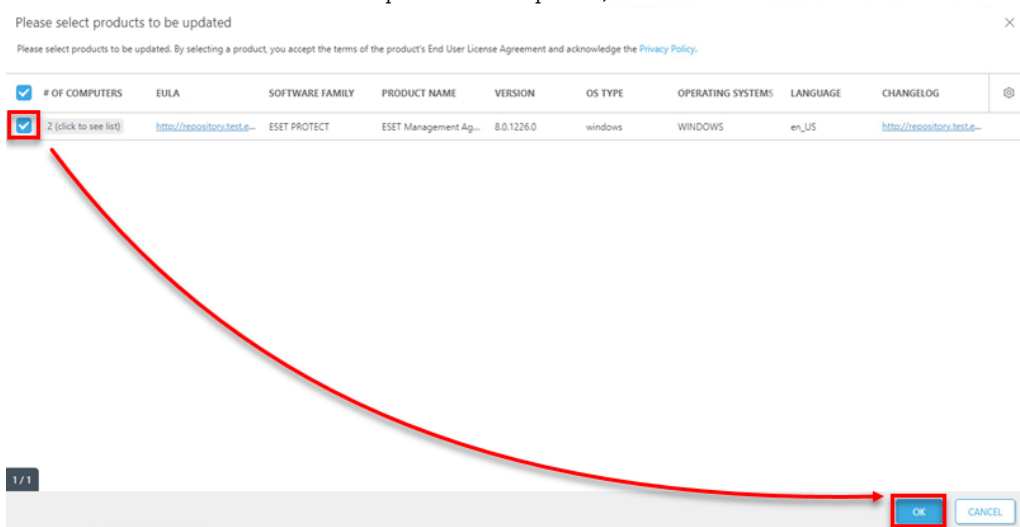 Please select products to be updated
Please select products to be updated. By selecting a product, you accept the terms of the product's End User License Agreement and acknowledge the Privacy Policy.
# OF COMPUTERS EULA SOFTWARE FAMILY PRODUCT NAME VERSION OS TYPE OPERATING SYSTEMS LANGUAGE CHANGELOG
2 (click to see list) http://repository.test.e... ESET PROTECT ESET Management Ag... 8.0.1226.0 windows WINDOWS en_US http://repository.test.e...
1 / 1
OK CANCEL